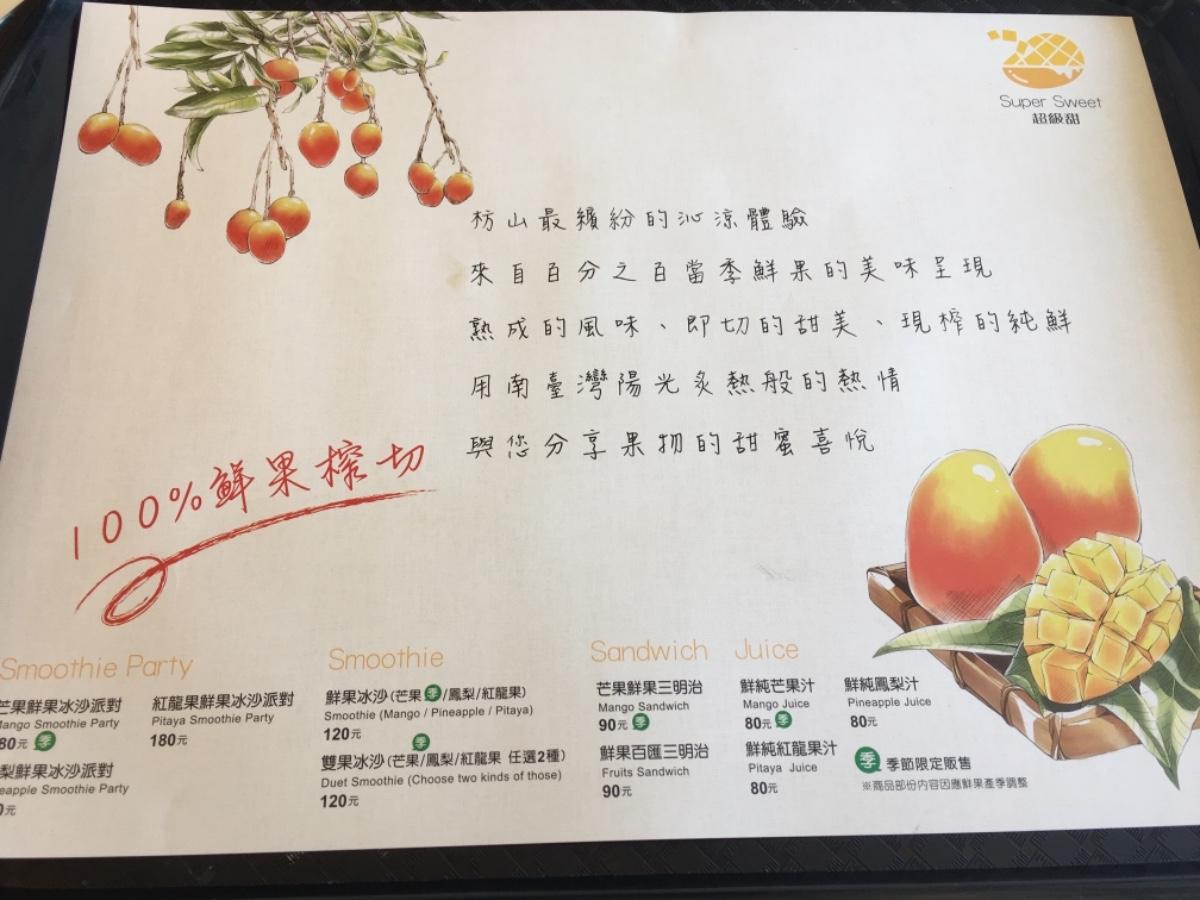 Super Sweet
超級甜
枋山最繽紛的沁涼體驗
來自百分之百當季鮮果的美味呈現
熟成的風味、即切的甜美、現榨的純鮮
用南臺灣陽光炙熱般的熱情
與您分享果物的甜蜜喜悅
100%鮮果榨切
Smoothie Party
芒果鮮果冰沙派對
Mango Smoothie Party
80元 季
梨鮮果冰沙派對
eapple Smoothie Party
0元
紅龍果鮮果冰沙派對
Pitaya Smoothie Party
180元
Smoothie
鮮果冰沙(芒果季/鳳梨/紅龍果)
Smoothie (Mango / Pineapple / Pitaya)
120元
季
雙果冰沙(芒果/鳳梨/紅龍果 任選2種)
Duet Smoothie (Choose two kinds of those)
120元
Sandwich
芒果鮮果三明治
Mango Sandwich
90元 季
鮮果百匯三明治
Fruits Sandwich
90元
Juice
鮮純芒果汁
Mango Juice
80元 季
鮮純紅龍果汁
Pitaya Juice
80元
鮮純鳳梨汁
Pineapple Juice
80元
季 季節限定販售
※商品部份内容因應鮮果產季調整